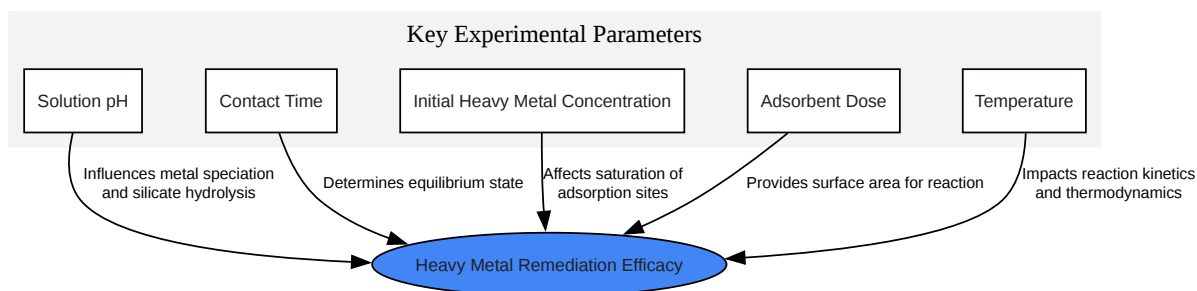 Key Experimental Parameters
Solution pH
Contact Time
Initial Heavy Metal Concentration
Adsorbent Dose
Temperature
Influences metal speciation
and silicate hydrolysis
Determines equilibrium state
Affects saturation of
adsorption sites
Provides surface area for reaction
Impacts reaction kinetics
and thermodynamics
Heavy Metal Remediation Efficacy